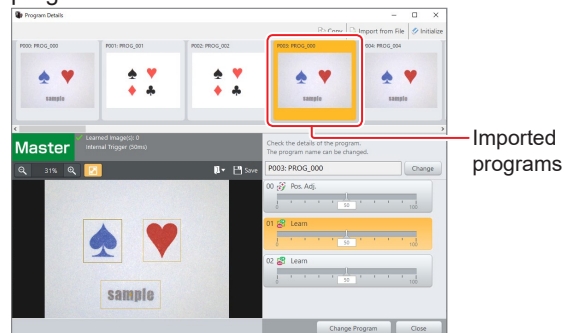 Program Details
Copy Import from File Initialize
P000: PROG_000 P001: PROG_001 P002: PROG_002 P003: PROG_000 P004: PROG_004
sample sample sample
Master Learned Image(s): 0
Internal Trigger (50ms)
31% Save
sample
Check the details of the program.
The program name can be changed.
P003: PROG_000 Change
00 Pos. Adj.
0 50 100
01 Learn
0 50 100
02 Learn
0 50 100
Change Program Close
Imported
programs